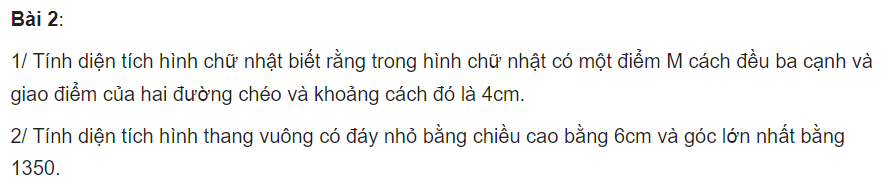 Bài 2:
1/ Tính diện tích hình chữ nhật biết rằng trong hình chữ nhật có một điểm M cách đều ba cạnh và
giao điểm của hai đường chéo và khoảng cách đó là 4cm.
2/ Tính diện tích hình thang vuông có đáy nhỏ bằng chiều cao bằng 6cm và góc lớn nhất bằng
1350.